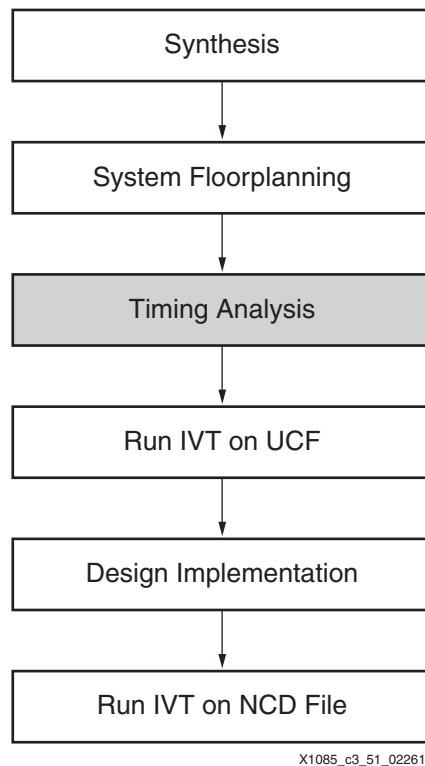 Synthesis
System Floorplanning
Timing Analysis
Run IVT on UCF
Design Implementation
Run IVT on NCD File
X1085_c3_51_02261